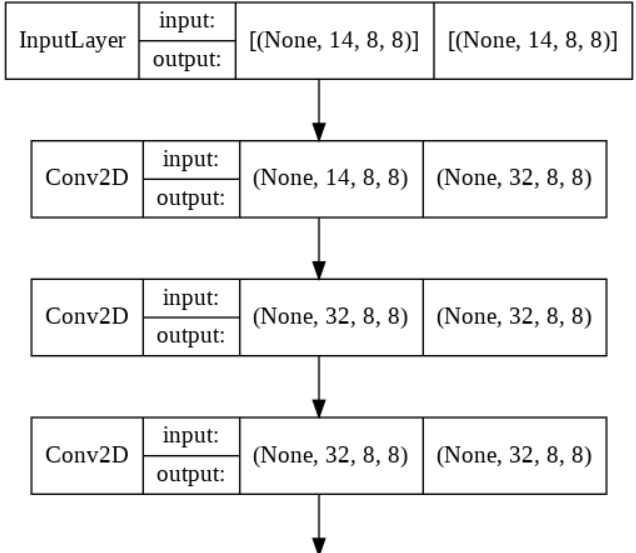 InputLayer
input:
output:
[(None, 14, 8, 8)]
[(None, 14, 8, 8)]
Conv2D
input:
output:
(None, 14, 8, 8)
(None, 32, 8, 8)
Conv2D
input:
output:
(None, 32, 8, 8)
(None, 32, 8, 8)
Conv2D
input:
output:
(None, 32, 8, 8)
(None, 32, 8, 8)